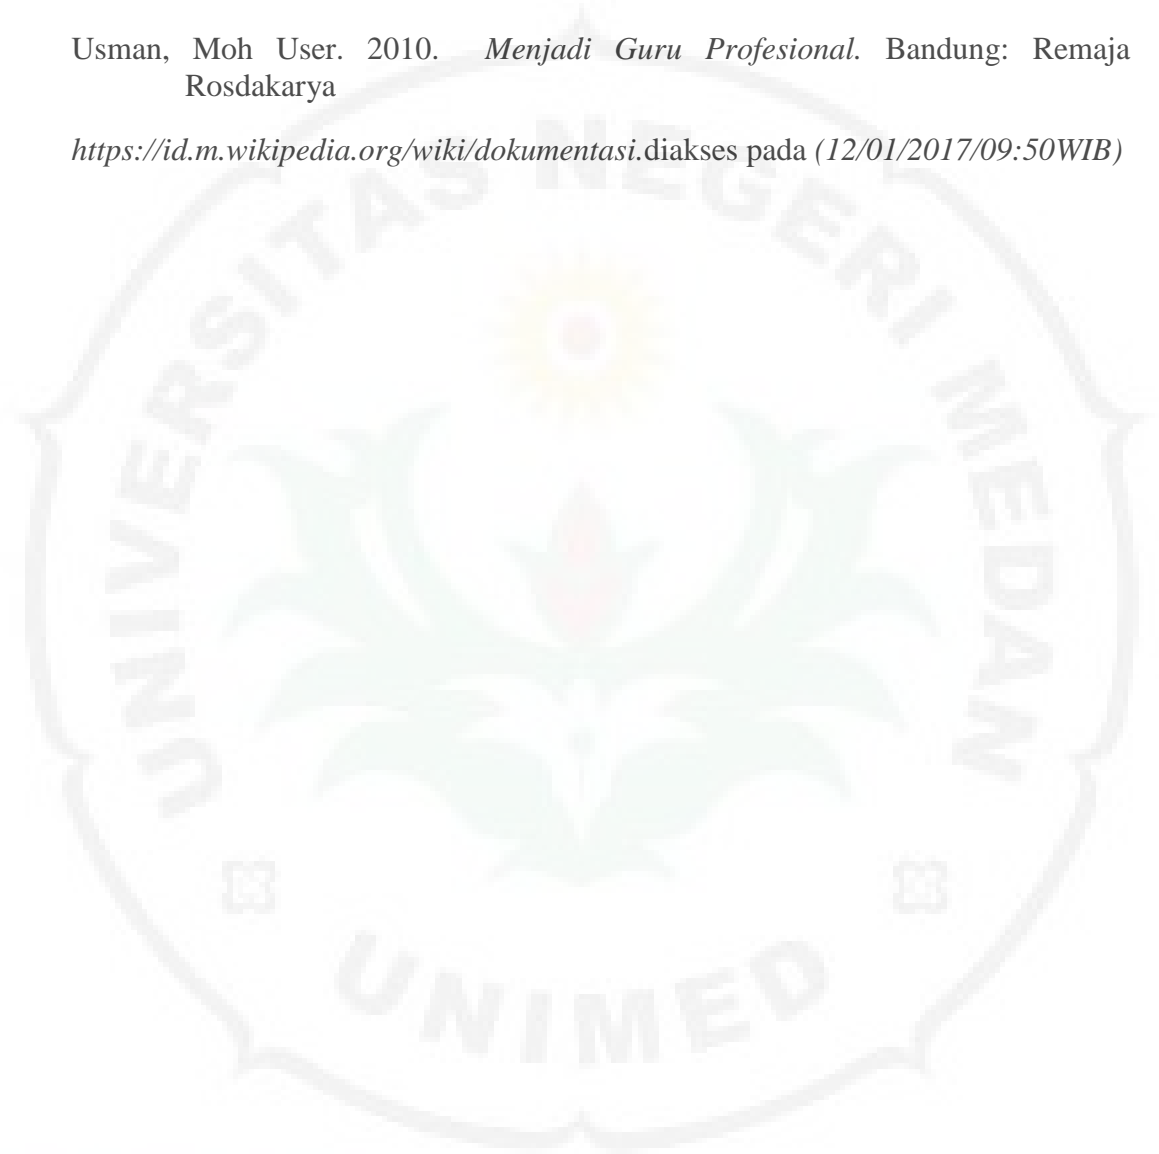 Usman, Moh User. 2010. Menjadi Guru Profesional. Bandung: Remaja
Rosdakarya
https://id.m.wikipedia.org/wiki/dokumentasi.diakses pada (12/01/2017/09:50WIB)
UNIVERSITAS NEGERI MEDAN
UNIMED